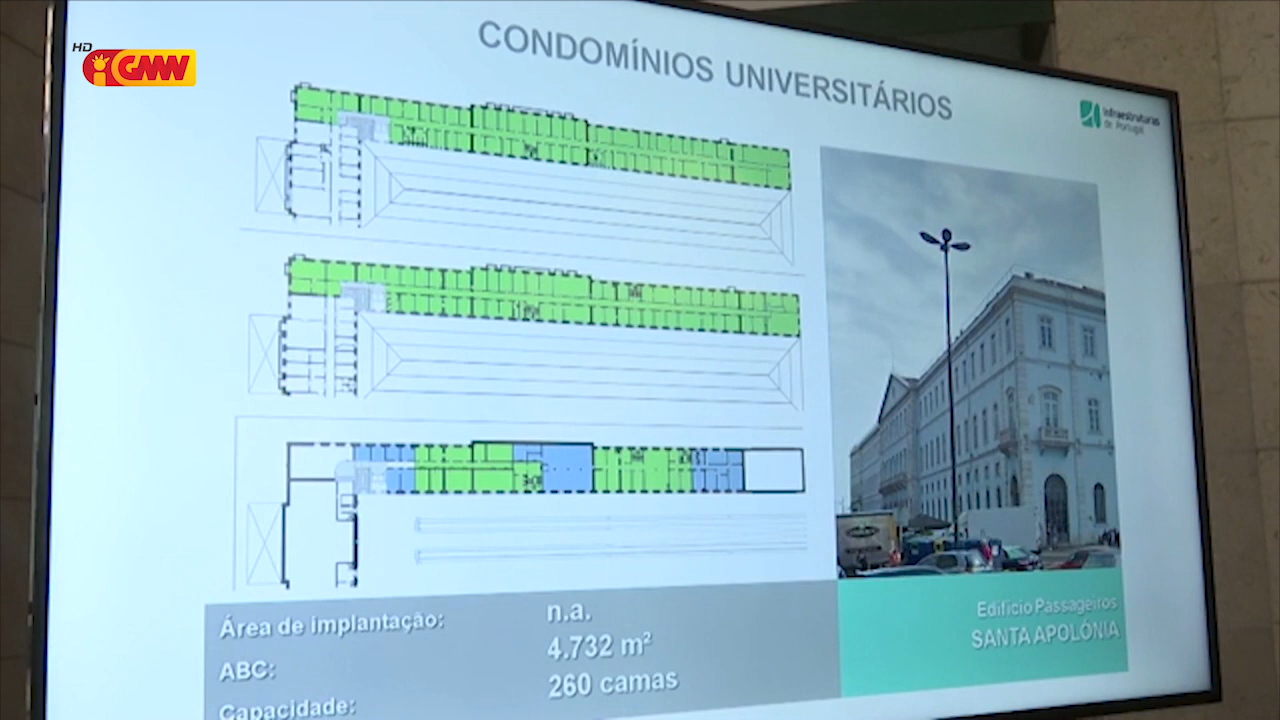 HD
iGMW
CONDOMÍNIOS UNIVERSITÁRIOS
Infraestruturas
de Portugal
Área de implantação: n.a.
ABC: 4.732 m²
Capacidade: 260 camas
Edifício Passageiros
SANTA APOLÓNIA